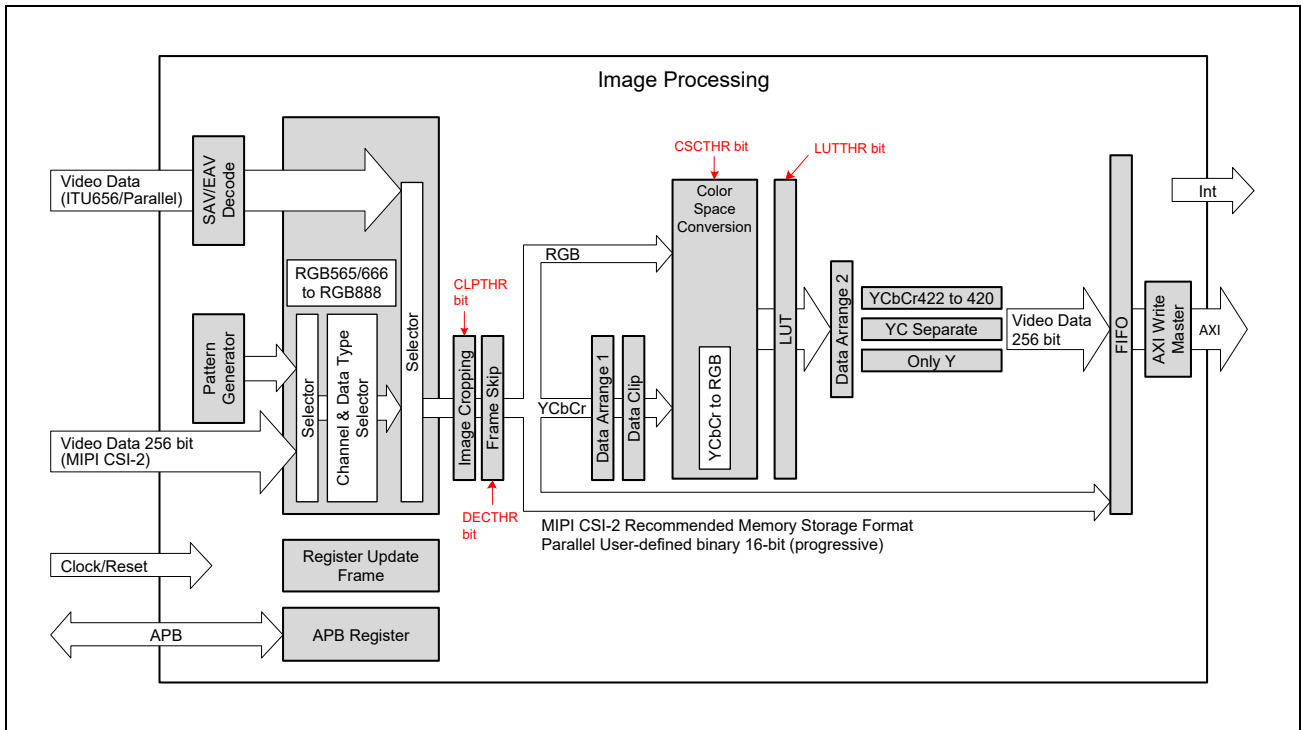 Image Processing
CSCTHR bit
LUTTHR bit
Video Data
(ITU656/Parallel)
SAV/EAV
Decode
RGB565/666
to RGB888
Selector
CLPTHR
bit
RGB
Color
Space
Conversion
Int
Pattern
Generator
Selector
Channel & Data Type
Selector
Image Cropping
Frame Skip
YCbCr
Data Arrange 1
Data Clip
YCbCr to RGB
LUT
Data Arrange 2
YCbCr422 to 420
YC Separate
Only Y
Video Data
256 bit
FIFO
AXI Write
Master
AXI
Video Data 256 bit
(MIPI CSI-2)
DECTHR
bit
MIPI CSI-2 Recommended Memory Storage Format
Parallel User-defined binary 16-bit (progressive)
Clock/Reset
Register Update
Frame
APB
APB Register